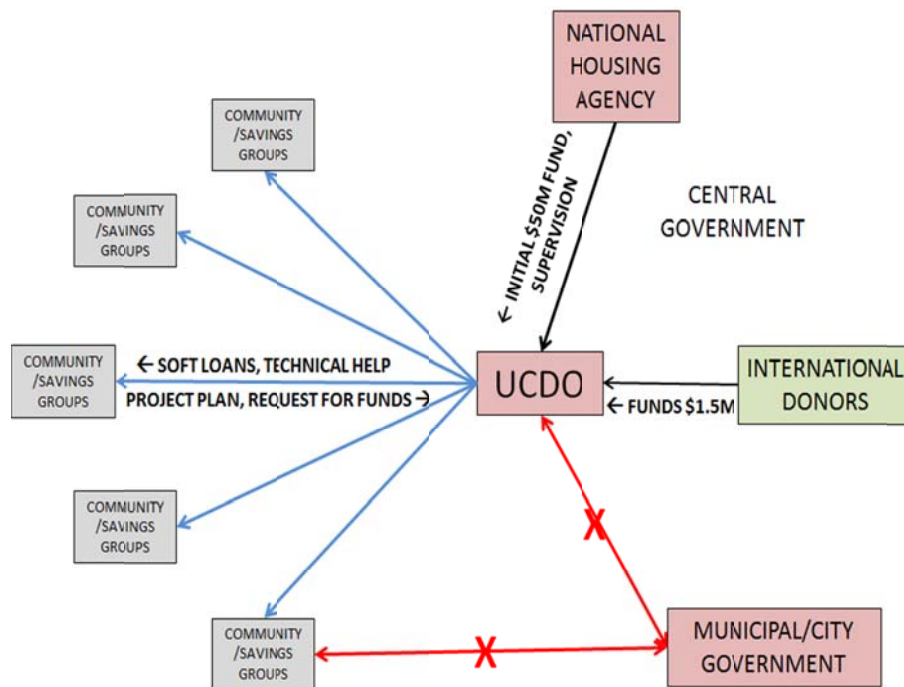 NATIONAL
HOUSING
AGENCY
COMMUNITY
/SAVINGS
GROUPS
← INITIAL $50M FUND,
SUPERVISION
CENTRAL
GOVERNMENT
COMMUNITY
/SAVINGS
GROUPS
COMMUNITY
/SAVINGS
GROUPS
← SOFT LOANS, TECHNICAL HELP
PROJECT PLAN, REQUEST FOR FUNDS →
UCDO
← FUNDS $1.5M
INTERNATIONAL
DONORS
COMMUNITY
/SAVINGS
GROUPS
X
COMMUNITY
/SAVINGS
GROUPS
X
MUNICIPAL/CITY
GOVERNMENT